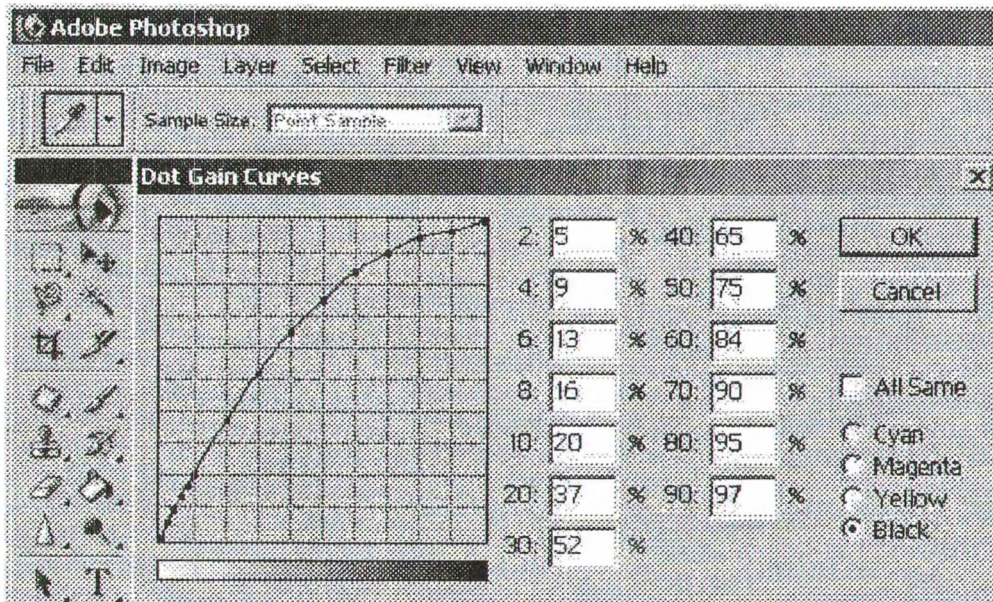 Adobe Photoshop
File Edit Image Layer Select Filter View Window Help
Sample Size: Point Sample
Dot Gain Curves
2: 5 % 40: 65 % OK
4: 9 % 50: 75 % Cancel
6: 13 % 60: 84 %
8: 16 % 70: 90 % All Same
10: 20 % 80: 95 % Cyan
Magenta
20: 37 % 90: 97 % Yellow
30: 52 % Black
T